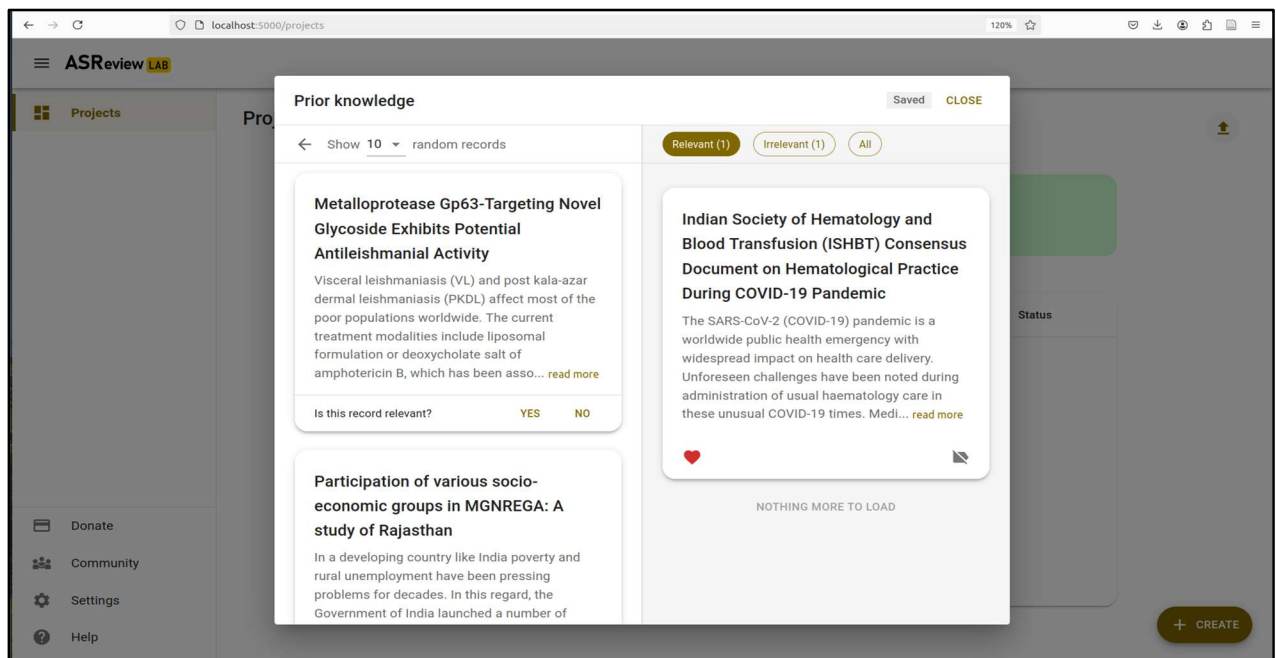 localhost:5000/projects
120%
ASReview LAB
Projects
Pro
Prior knowledge
Saved
CLOSE
Show 10 random records
Relevant (1)
Irrelevant (1)
All
Metalloprotease Gp63-Targeting Novel
Glycoside Exhibits Potential
Antileishmanial Activity
Visceral leishmaniasis (VL) and post kala-azar
dermal leishmaniasis (PKDL) affect most of the
poor populations worldwide. The current
treatment modalities include liposomal
formulation or deoxycholate salt of
amphotericin B, which has been asso... read more
Is this record relevant?
YES
NO
Participation of various socio-
economic groups in MGNREGA: A
study of Rajasthan
In a developing country like India poverty and
rural unemployment have been pressing
problems for decades. In this regard, the
Government of India launched a number of
Indian Society of Hematology and
Blood Transfusion (ISHBT) Consensus
Document on Hematological Practice
During COVID-19 Pandemic
The SARS-CoV-2 (COVID-19) pandemic is a
worldwide public health emergency with
widespread impact on health care delivery.
Unforeseen challenges have been noted during
administration of usual haematology care in
these unusual COVID-19 times. Medi... read more
NOTHING MORE TO LOAD
Status
Donate
Community
Settings
Help
+ CREATE